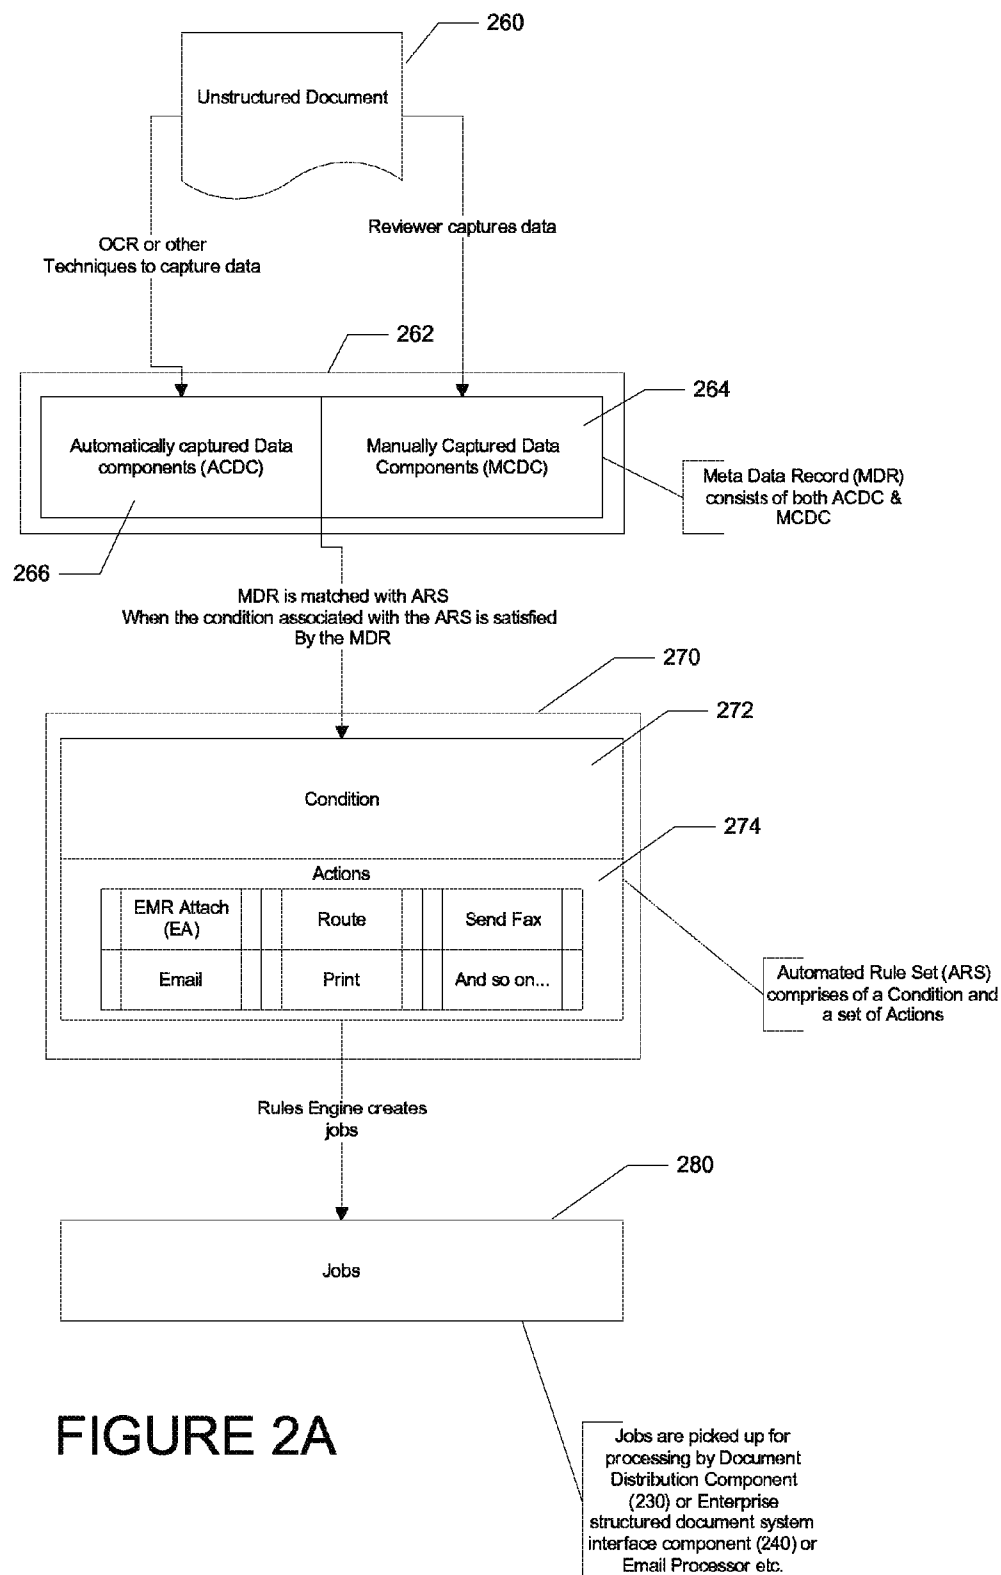 260
Unstructured Document
Reviewer captures data
OCR or other
Techniques to capture data
262
264
Automatically captured Data
components (ACDC)
Manually Captured Data
Components (MCDC)
Meta Data Record (MDR)
consists of both ACDC &
MCDC
266
MDR is matched with ARS
When the condition associated with the ARS is satisfied
By the MDR
270
272
Condition
274
Actions
EMR Attach
(EA)
Route
Send Fax
Email
Print
And so on...
Automated Rule Set (ARS)
comprises of a Condition and
a set of Actions
Rules Engine creates
jobs
280
Jobs
FIGURE 2A
Jobs are picked up for
processing by Document
Distribution Component
(230) or Enterprise
structured document system
interface component (240) or
Email Processor etc.